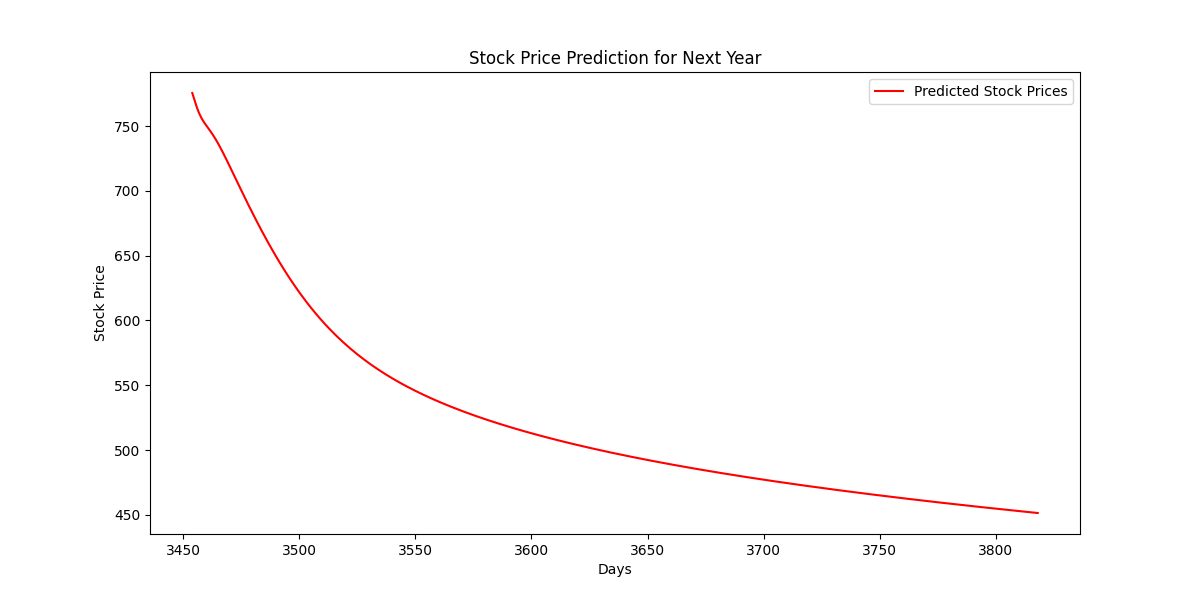 Stock Price Prediction for Next Year
Predicted Stock Prices
Stock Price
750
700
650
600
550
500
450
3450 3500 3550 3600 3650 3700 3750 3800
Days